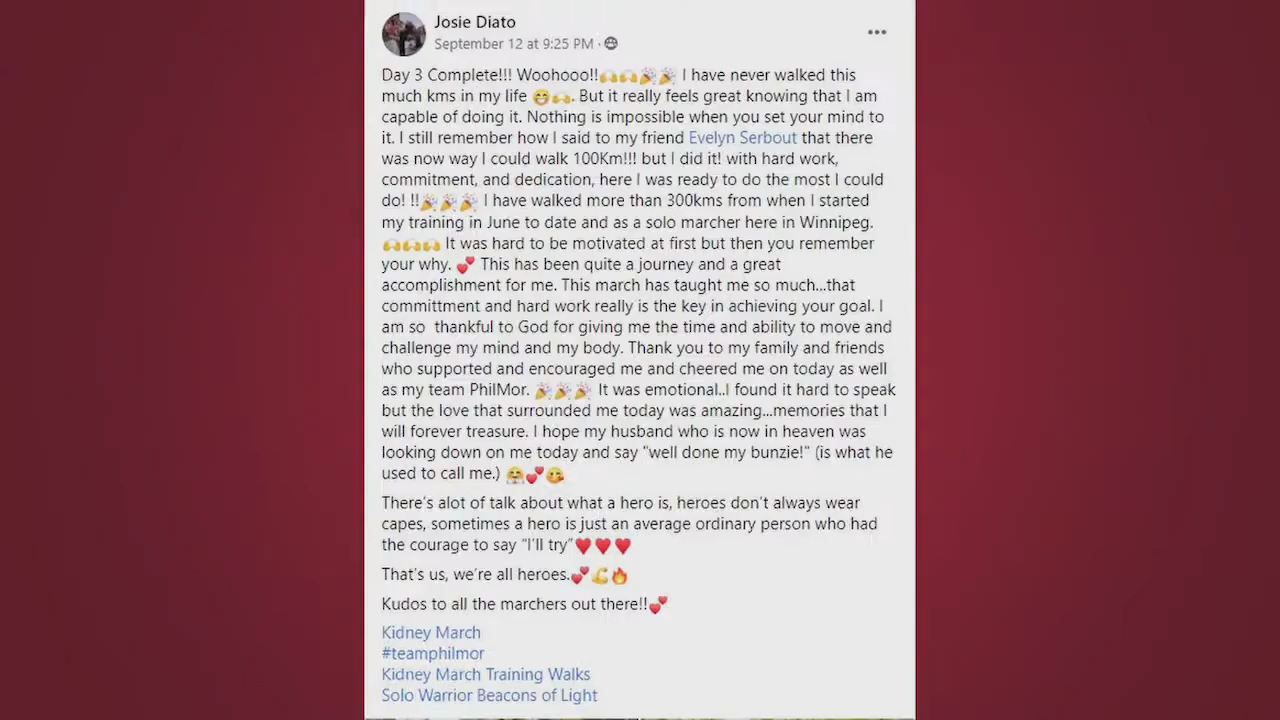 Josie Diato
September 12 at 9:25 PM ·
Day 3 Complete!!! Woohooo!!🙌🙌🎉🎉 I have never walked this
much kms in my life 😁🙌. But it really feels great knowing that I am
capable of doing it. Nothing is impossible when you set your mind to
it. I still remember how I said to my friend Evelyn Serbout that there
was now way I could walk 100Km!!! but I did it! with hard work,
commitment, and dedication, here I was ready to do the most I could
do! !!🎉🎉🎉 I have walked more than 300kms from when I started
my training in June to date and as a solo marcher here in Winnipeg.
🙌🙌🙌 It was hard to be motivated at first but then you remember
your why. 💕 This has been quite a journey and a great
accomplishment for me. This march has taught me so much...that
committment and hard work really is the key in achieving your goal. I
am so  thankful to God for giving me the time and ability to move and
challenge my mind and my body. Thank you to my family and friends
who supported and encouraged me and cheered me on today as well
as my team PhilMor. 🎉🎉🎉 It was emotional..I found it hard to speak
but the love that surrounded me today was amazing...memories that I
will forever treasure. I hope my husband who is now in heaven was
looking down on me today and say "well done my bunzie!" (is what he
used to call me.) 🤗💕😋
There's alot of talk about what a hero is, heroes don't always wear
capes, sometimes a hero is just an average ordinary person who had
the courage to say "I'll try"❤️❤️❤️
That's us, we're all heroes.💕💪🔥
Kudos to all the marchers out there!!💕
Kidney March
#teamphilmor
Kidney March Training Walks
Solo Warrior Beacons of Light